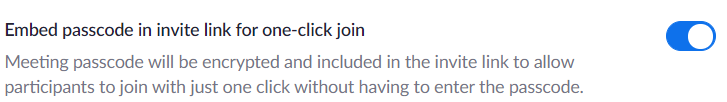 Embed passcode in invite link for one-click join
Meeting passcode will be encrypted and included in the invite link to allow
participants to join with just one click without having to enter the passcode.